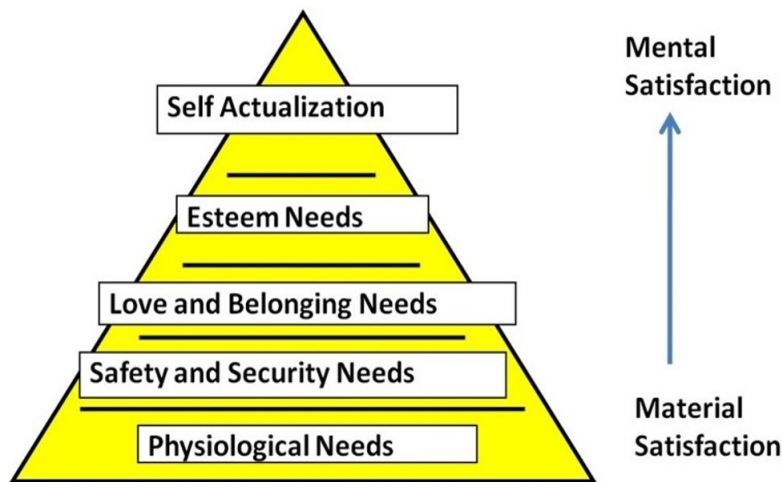 Mental
Satisfaction
Self Actualization
Esteem Needs
Love and Belonging Needs
Safety and Security Needs
Physiological Needs
Material
Satisfaction